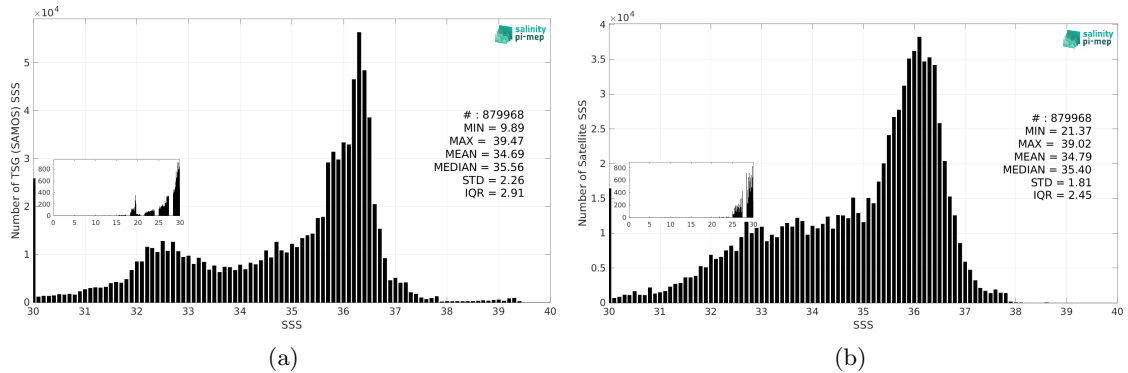 ×10⁴
6
5
4
3
2
1
0
Number of TSG (SAMOS) SSS
salinity
pi-mep
# : 879968
MIN = 9.89
MAX = 39.47
MEAN = 34.69
MEDIAN = 35.56
STD = 2.26
IQR = 2.91
800
600
400
200
0
0 5 10 15 20 25 30
30 31 32 33 34 35 36 37 38 39 40
SSS
(a)
×10⁴
4
3.5
3
2.5
2
1.5
1
0.5
0
Number of Satellite SSS
salinity
pi-mep
# : 879968
MIN = 21.37
MAX = 39.02
MEAN = 34.79
MEDIAN = 35.40
STD = 1.81
IQR = 2.45
800
600
400
200
0
0 5 10 15 20 25 30
30 31 32 33 34 35 36 37 38 39 40
SSS
(b)